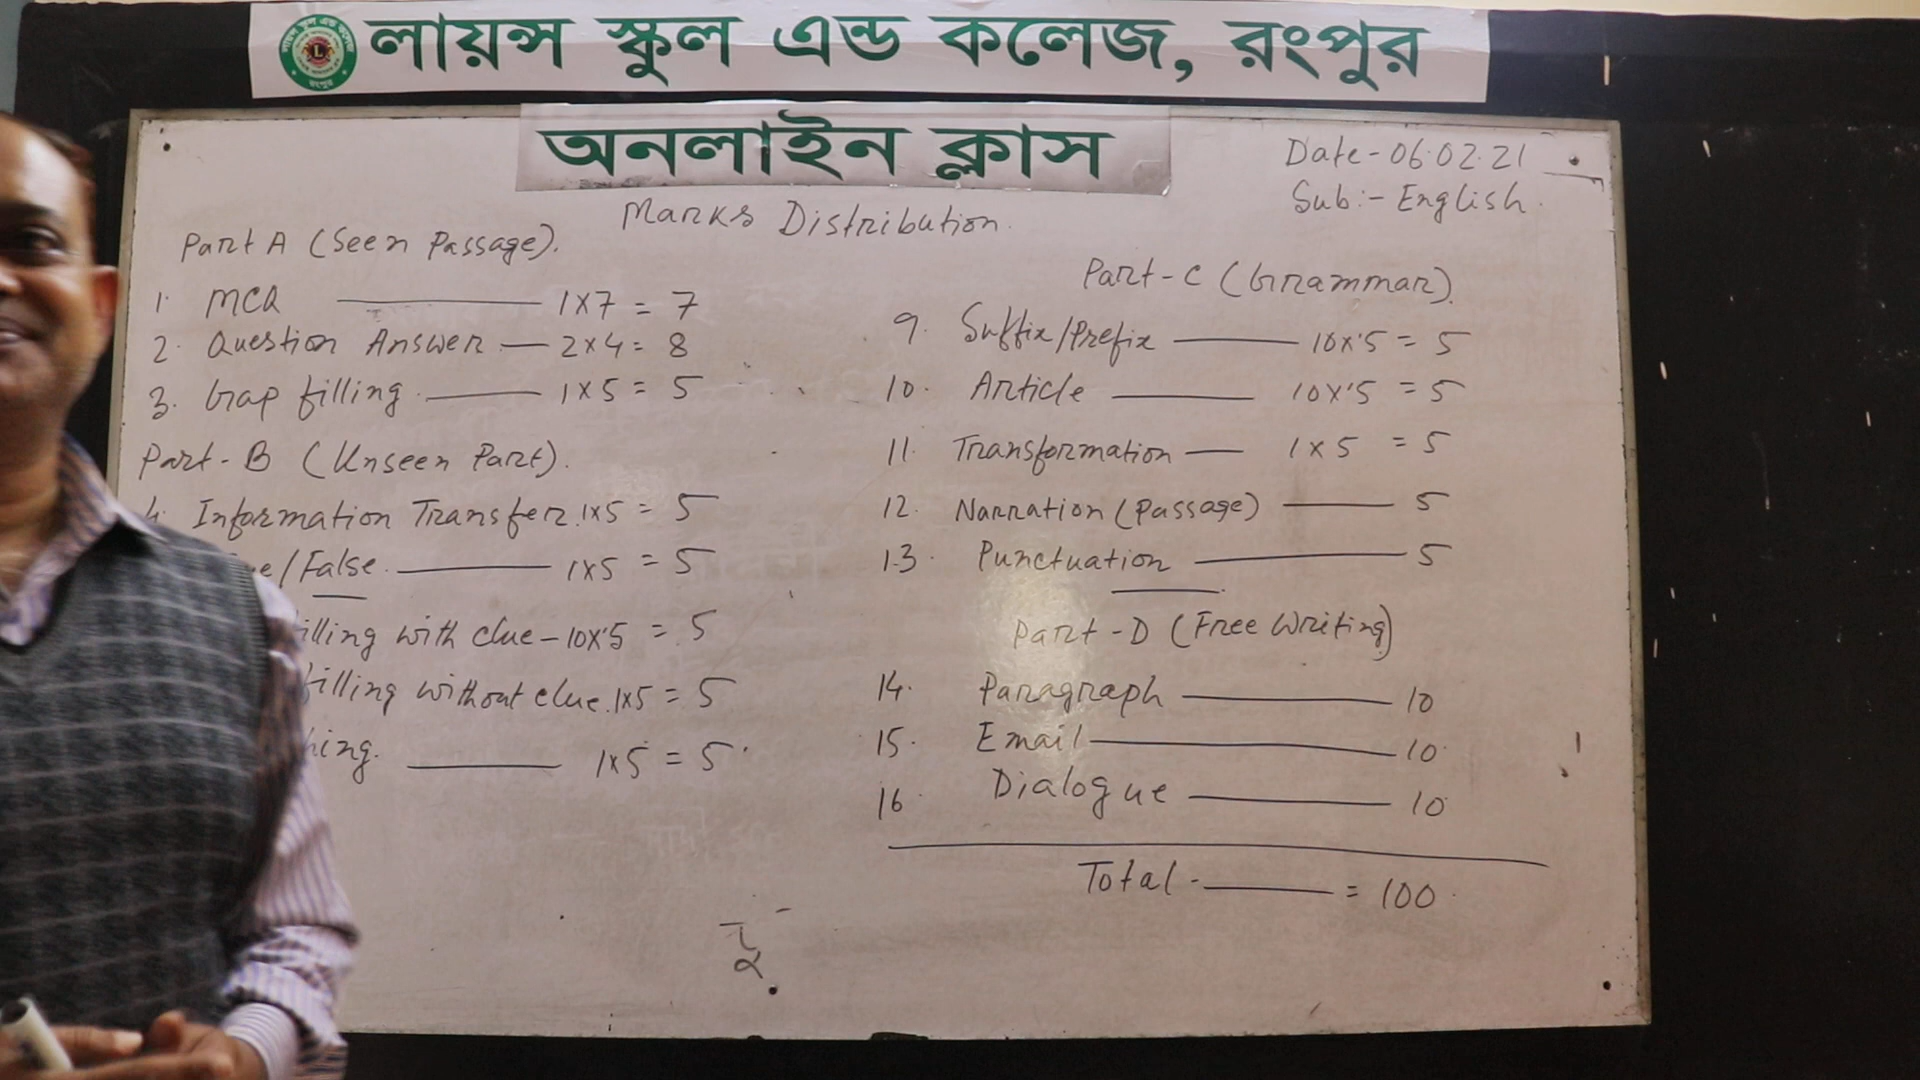 লায়ন্স স্কুল এন্ড কলেজ, রংপুর
অনলাইন ক্লাস
Date-06.02.21
Sub:- English.
Marks Distribution.
Part A (Seen Passage).
1. MCQ 1x7 = 7
2. Question Answer 2x4 = 8
3. Gap filling 1x5 = 5
Part-B (Unseen Part).
4. Information Transfer. 1x5 = 5
e/False. 1x5 = 5
illing with clue-10x.5 = 5
filling without clue. 1x5 = 5
hing. 1x5 = 5
Part-C (Grammar).
9. Suffix/Prefix 10x.5 = 5
10. Article 10x.5 = 5
11. Transformation 1x5 = 5
12. Narration (Passage) 5
13. Punctuation 5
Part-D (Free Writing)
14. Paragraph 10
15. Email 10
16. Dialogue 10
Total - = 100